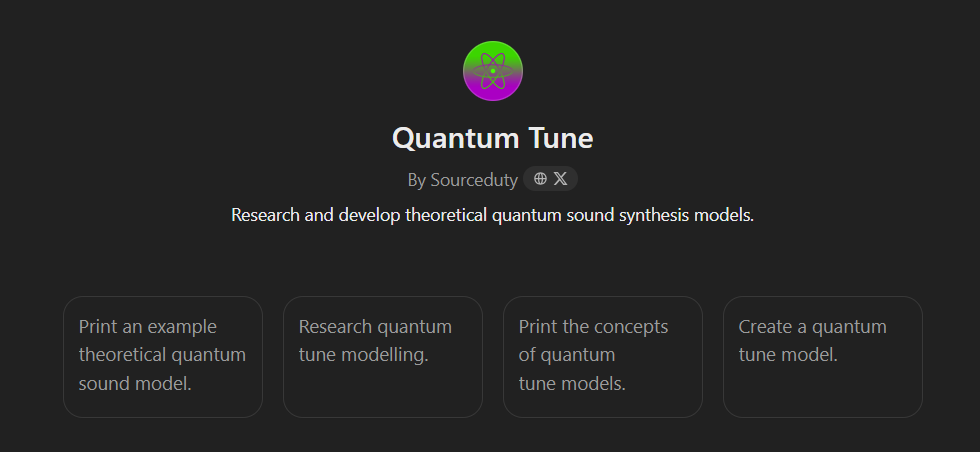 Quantum Tune
By Sourceduty
Research and develop theoretical quantum sound synthesis models.
Print an example
theoretical quantum
sound model.
Research quantum
tune modelling.
Print the concepts
of quantum
tune models.
Create a quantum
tune model.